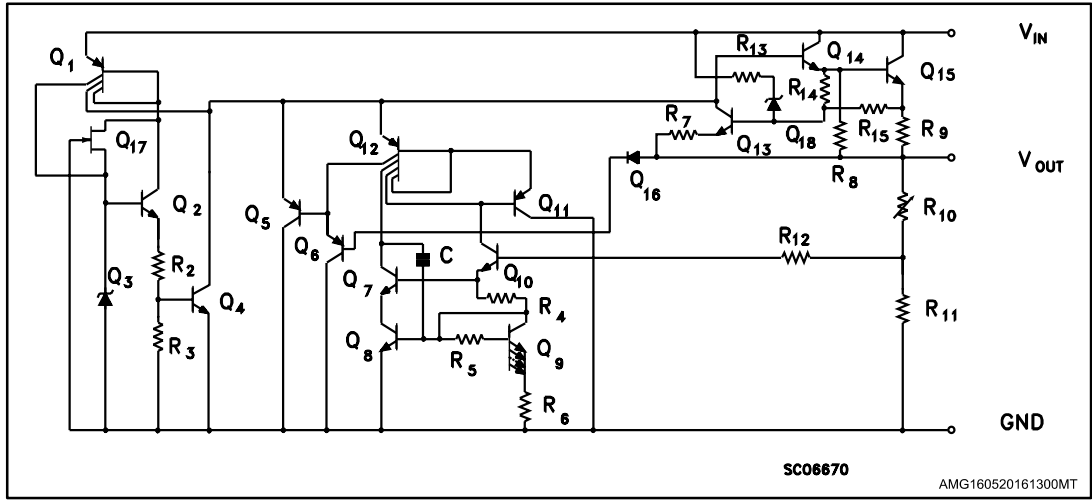 R13
Q14
VIN
Q1
R14
Q15
R7
Q17
Q12
Q13
Q18
R15
R9
VOUT
Q16
R8
Q2
Q5
Q11
R10
Q6
R12
C
Q3
R2
Q10
Q7
Q4
R4
R11
R3
Q8
Q9
R5
R6
GND
SC06670
AMG160520161300MT